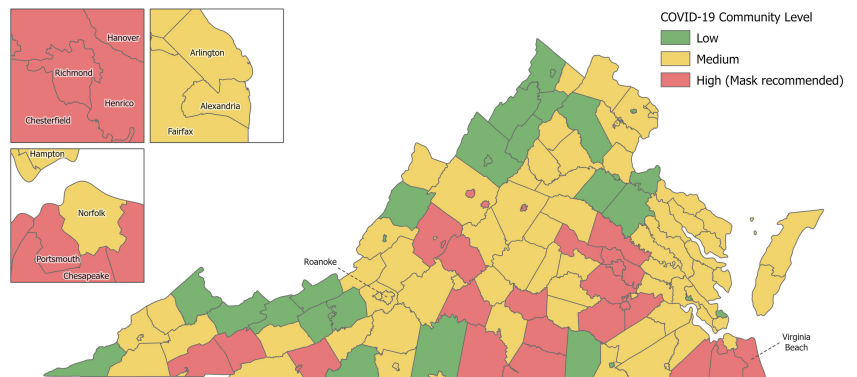 COVID-19 Community Level
Low
Medium
High (Mask recommended)
Hanover
Richmond
Henrico
Chesterfield
Arlington
Alexandria
Fairfax
Hampton
Norfolk
Portsmouth
Chesapeake
Roanoke
Virginia
Beach